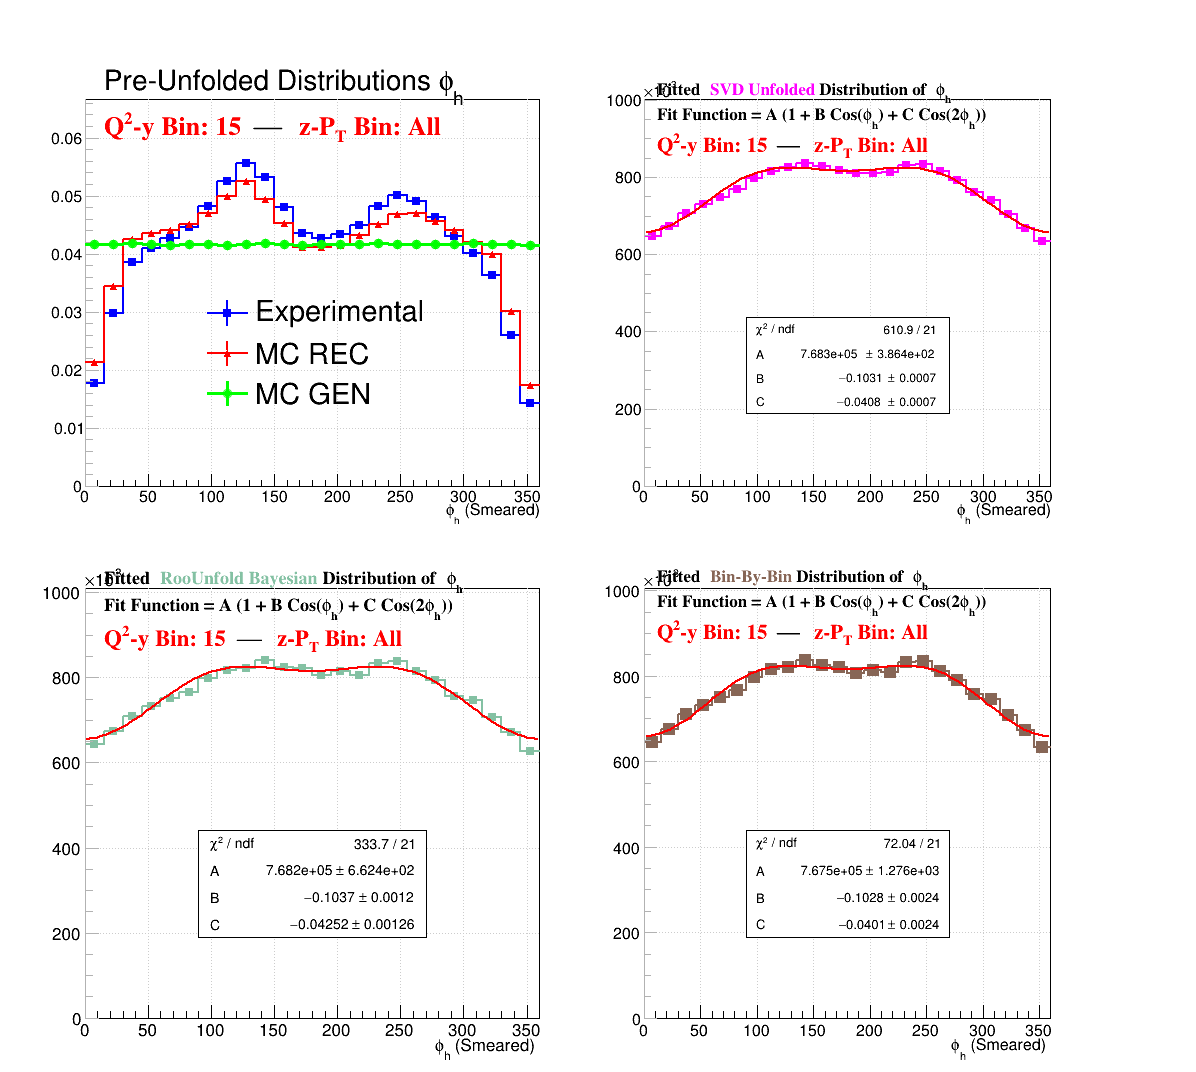 Pre-Unfolded Distributions ϕh
Q²-y Bin: 15 — z-PT Bin: All
0.06
0.05
0.04
0.03
0.02
0.01
0
Experimental
MC REC
MC GEN
0 50 100 150 200 250 300 350
ϕh (Smeared)
×10³
Fitted SVD Unfolded Distribution of ϕh
Fit Function = A (1 + B Cos(ϕh) + C Cos(2ϕh))
Q²-y Bin: 15 — z-PT Bin: All
1000
800
600
400
200
0
χ² / ndf 610.9 / 21
A 7.683e+05 ± 3.864e+02
B −0.1031 ± 0.0007
C −0.0408 ± 0.0007
0 50 100 150 200 250 300 350
ϕh (Smeared)
×10³
Fitted RooUnfold Bayesian Distribution of ϕh
Fit Function = A (1 + B Cos(ϕh) + C Cos(2ϕh))
Q²-y Bin: 15 — z-PT Bin: All
1000
800
600
400
200
0
χ² / ndf 333.7 / 21
A 7.682e+05 ± 6.624e+02
B −0.1037 ± 0.0012
C −0.04252 ± 0.00126
0 50 100 150 200 250 300 350
ϕh (Smeared)
×10³
Fitted Bin-By-Bin Distribution of ϕh
Fit Function = A (1 + B Cos(ϕh) + C Cos(2ϕh))
Q²-y Bin: 15 — z-PT Bin: All
1000
800
600
400
200
0
χ² / ndf 72.04 / 21
A 7.675e+05 ± 1.276e+03
B −0.1028 ± 0.0024
C −0.0401 ± 0.0024
0 50 100 150 200 250 300 350
ϕh (Smeared)